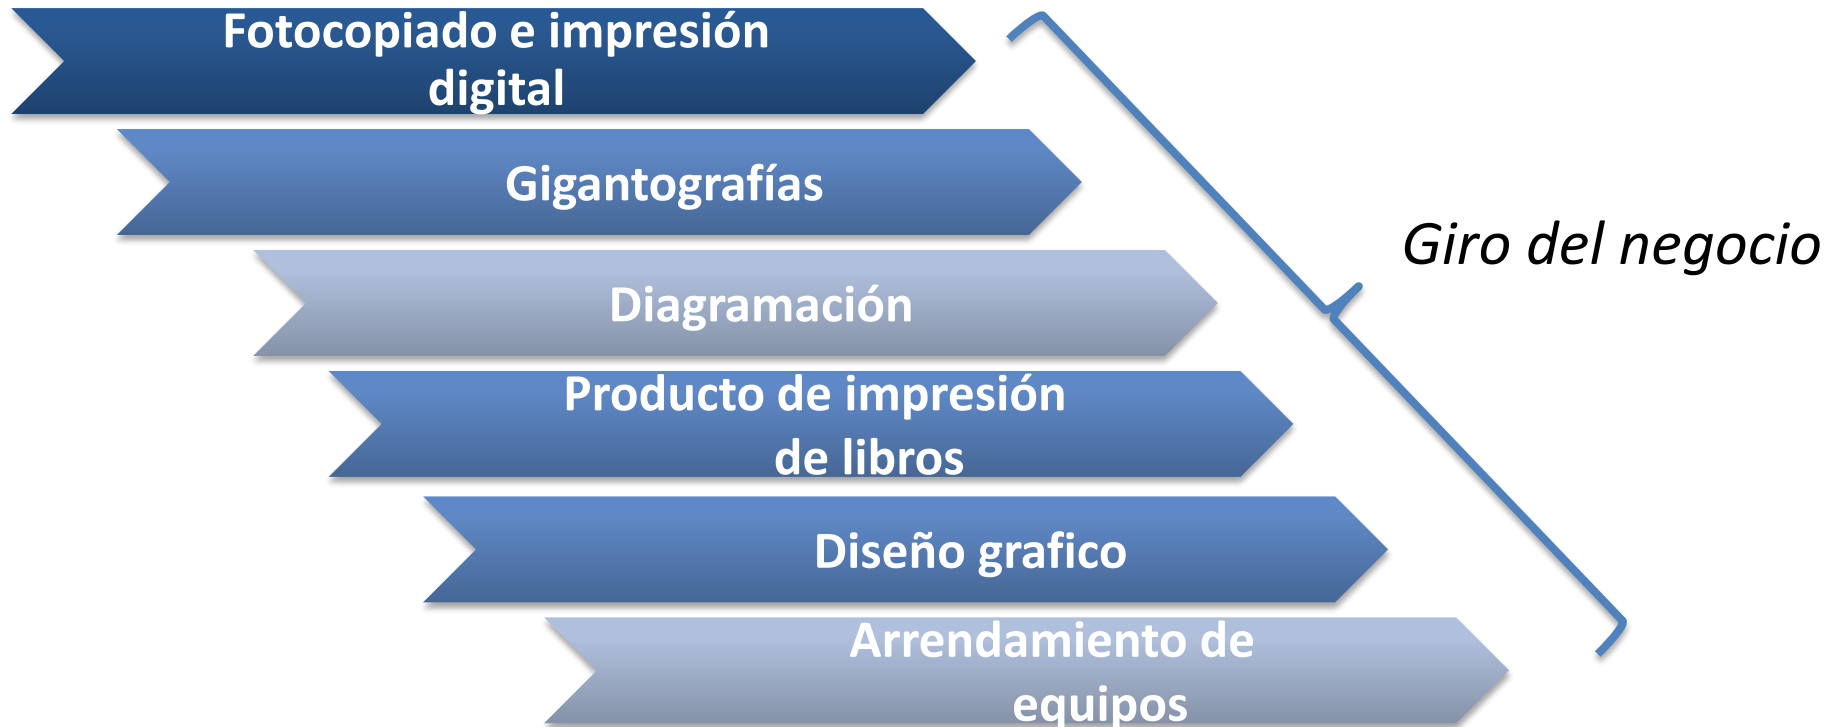 Fotocopiado e impresión
digital
Gigantografías
Giro del negocio
Diagramación
Producto de impresión
de libros
Diseño grafico
Arrendamiento de
equipos